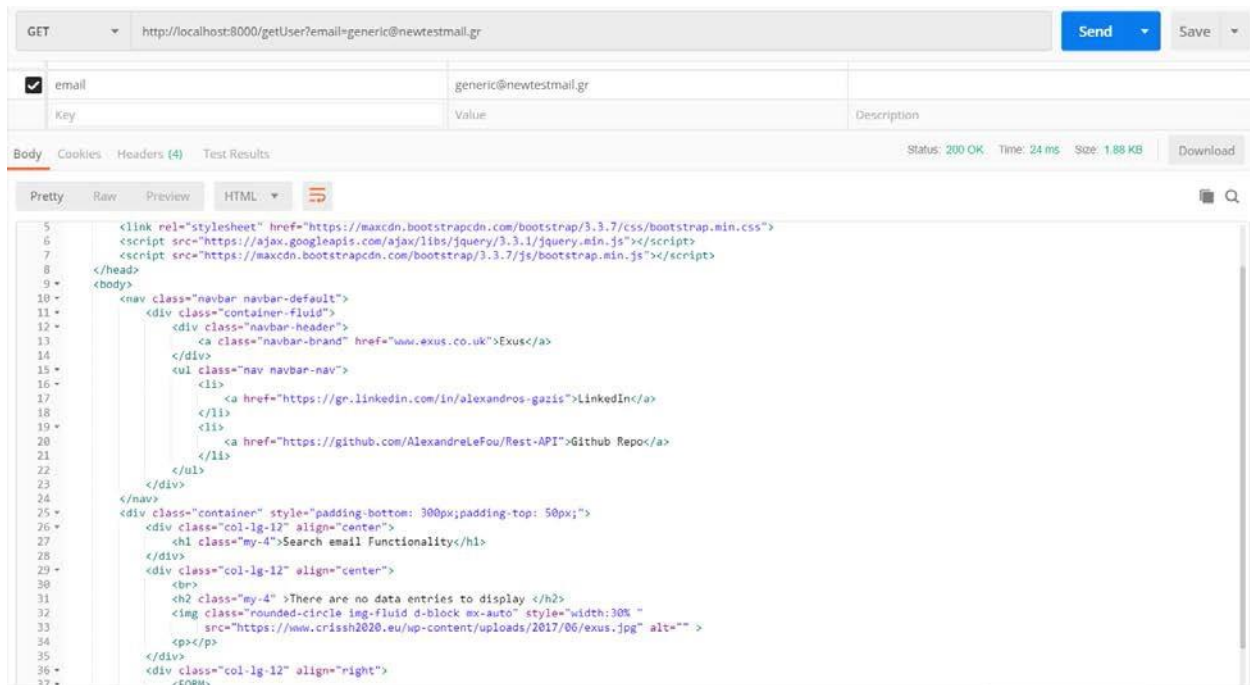 GET http://localhost:8000/getUser?email=generic@newtestmail.gr Send Save
email generic@newtestmail.gr
Key Value Description
Body Cookies Headers (4) Test Results Status: 200 OK Time: 24 ms Size: 1.88 KB Download
Pretty Raw Preview HTML
5 <link rel="stylesheet" href="https://maxcdn.bootstrapcdn.com/bootstrap/3.3.7/css/bootstrap.min.css">
6 <script src="https://ajax.googleapis.com/ajax/libs/jquery/3.3.1/jquery.min.js"></script>
7 <script src="https://maxcdn.bootstrapcdn.com/bootstrap/3.3.7/js/bootstrap.min.js"></script>
8 </head>
9 <body>
10 <nav class="navbar navbar-default">
11 <div class="container-fluid">
12 <div class="navbar-header">
13 <a class="navbar-brand" href="www.exus.co.uk">Exus</a>
14 </div>
15 <ul class="nav navbar-nav">
16 <li>
17 <a href="https://gr.linkedin.com/in/alexandros-gazis">LinkedIn</a>
18 </li>
19 <li>
20 <a href="https://github.com/AlexandreLeFou/Rest-API">Github Repo</a>
21 </li>
22 </ul>
23 </div>
24 </nav>
25 <div class="container" style="padding-bottom: 300px;padding-top: 50px;">
26 <div class="col-lg-12" align="center">
27 <h1 class="my-4">Search email Functionality</h1>
28 </div>
29 <div class="col-lg-12" align="center">
30 <br>
31 <h2 class="my-4" >There are no data entries to display </h2>
32 <img class="rounded-circle img-fluid d-block mx-auto" style="width:30% "
33 src="https://www.crissh2020.eu/wp-content/uploads/2017/06/exus.jpg" alt="" >
34 <p></p>
35 </div>
36 <div class="col-lg-12" align="right">
37 <FORM>